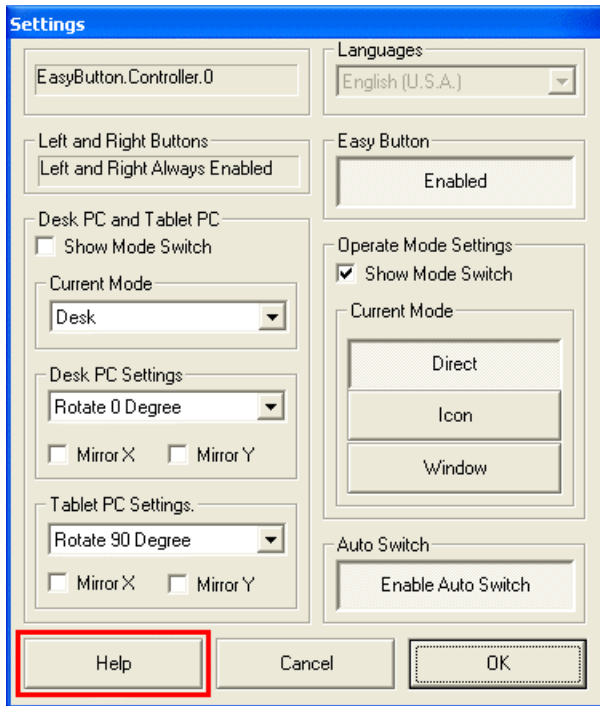 Settings
EasyButton.Controller.0
Languages
English (U.S.A.)
Left and Right Buttons
Left and Right Always Enabled
Easy Button
Enabled
Desk PC and Tablet PC
Show Mode Switch
Current Mode
Desk
Desk PC Settings
Rotate 0 Degree
Mirror X Mirror Y
Tablet PC Settings.
Rotate 90 Degree
Mirror X Mirror Y
Operate Mode Settings
Show Mode Switch
Current Mode
Direct
Icon
Window
Auto Switch
Enable Auto Switch
Help Cancel OK